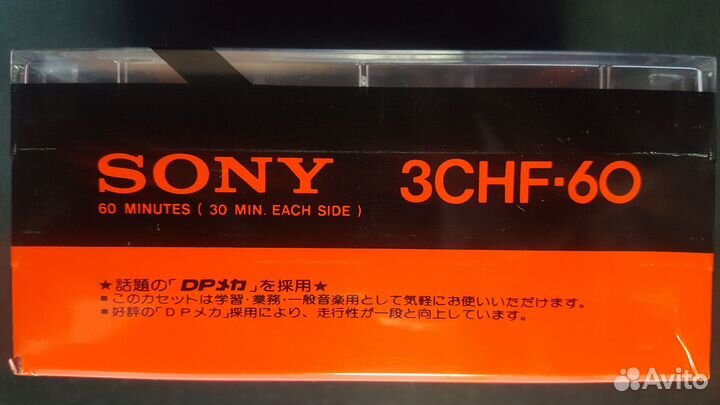 SONY 3CHF·60
60 MINUTES ( 30 MIN. EACH SIDE )
★話題の「DPメカ」を採用★
■このカセットは学習・業務・一般音楽用として気軽にお使いいただけます。
■好評の「DPメカ」採用により、走行性が一段と向上しています。
Avito